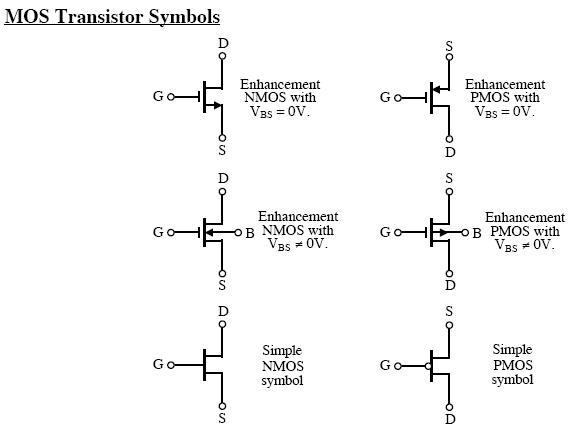 MOS Transistor Symbols
D
G
Enhancement
NMOS with
VBS = 0V.
S
S
G
Enhancement
PMOS with
VBS = 0V.
D
D
G
B
Enhancement
NMOS with
VBS ≠ 0V.
S
S
G
B
Enhancement
PMOS with
VBS ≠ 0V.
D
D
G
Simple
NMOS
symbol
S
S
G
Simple
PMOS
symbol
D